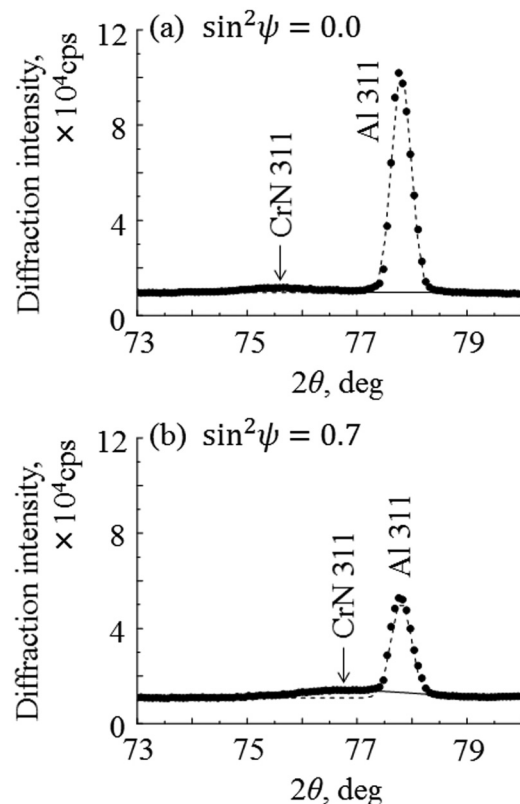 (a) sin²ψ = 0.0
Diffraction intensity,
×10⁴cps
12
8
4
0
CrN 311
Al 311
73
75
77
79
2θ, deg
(b) sin²ψ = 0.7
Diffraction intensity,
×10⁴cps
12
8
4
0
CrN 311
Al 311
73
75
77
79
2θ, deg